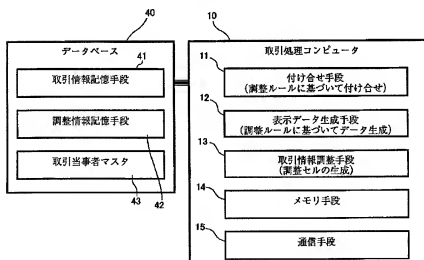 40
データベース
41
取引情報記憶手段
調整情報記憶手段
42
取引当事者マスタ
43
10
取引処理コンピュータ
11
付け合せ手段
(調整ルールに基づいて付け合せ)
12
表示データ生成手段
(調整ルールに基づいてデータ生成)
13
取引情報調整手段
(調整セルの生成)
14
メモリ手段
15
通信手段